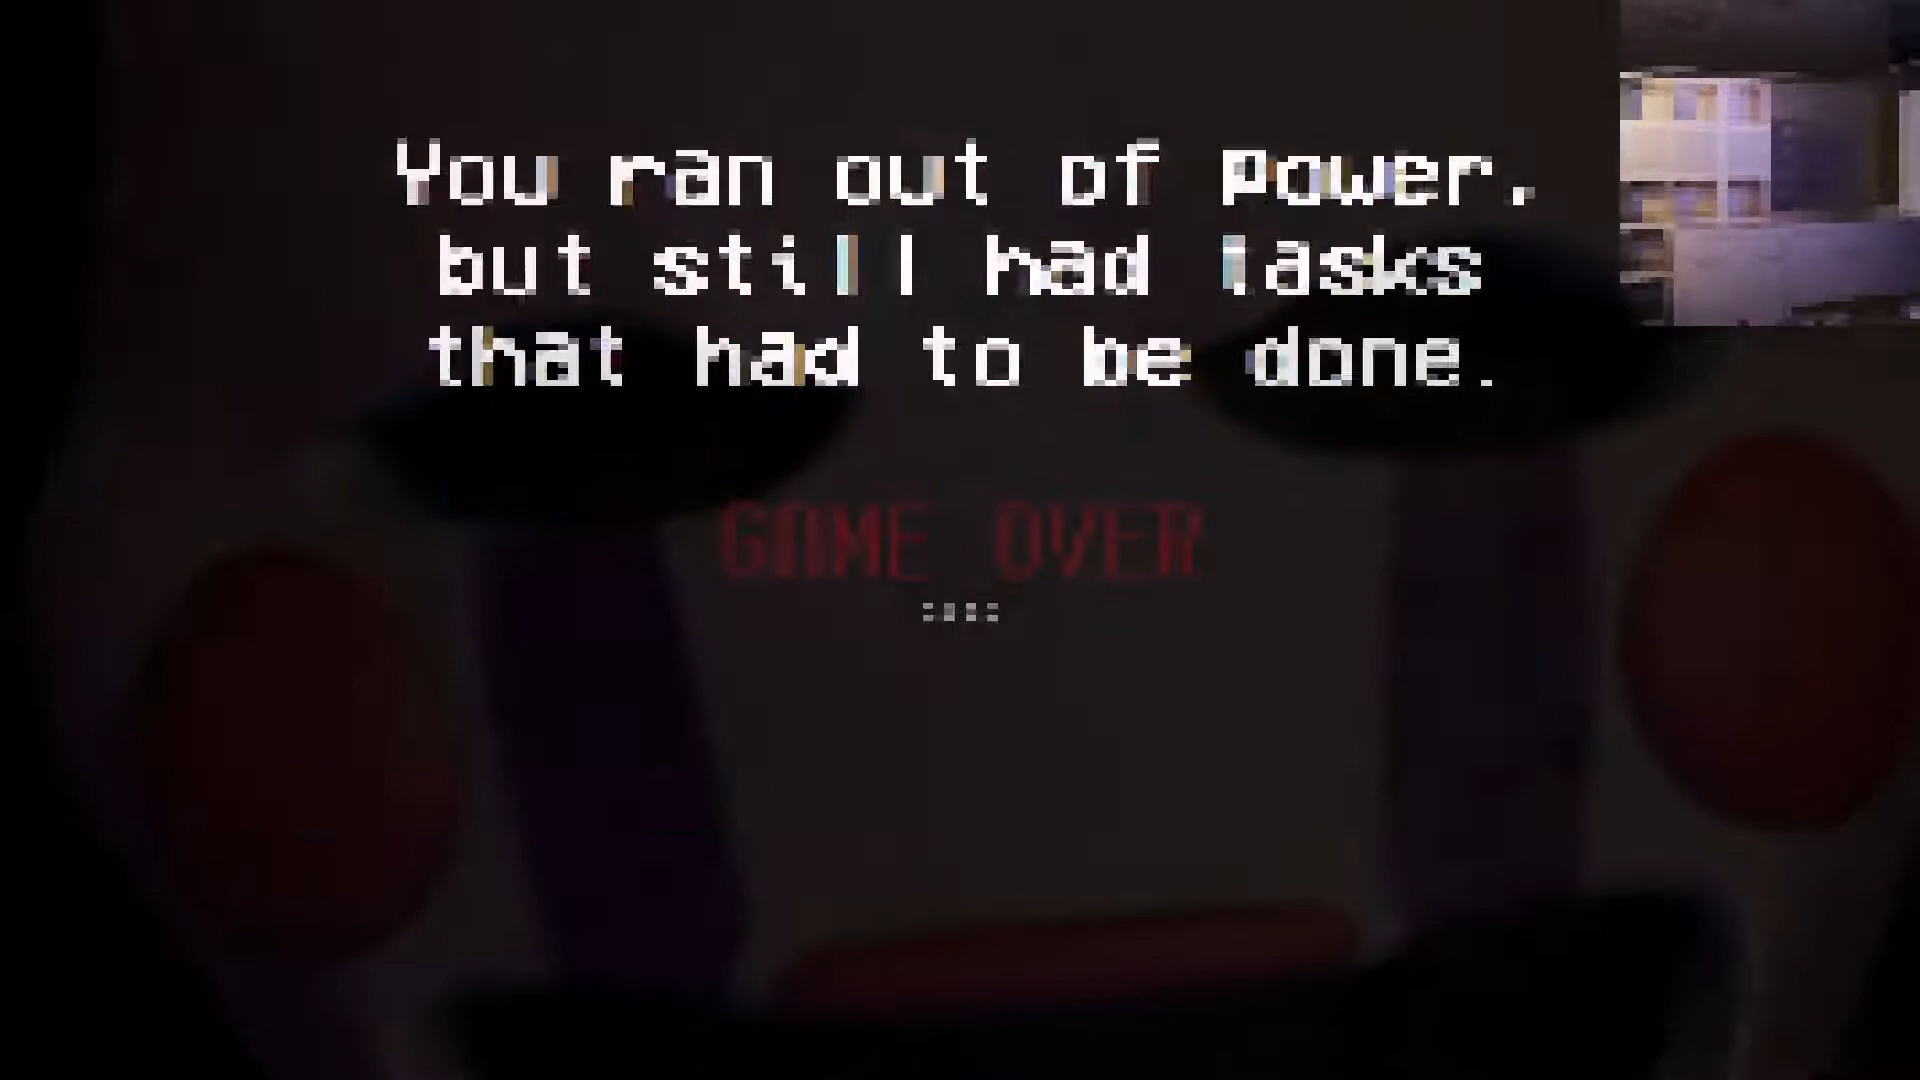 You ran out of power.
but still had tasks
that had to be done.
GAME OVER